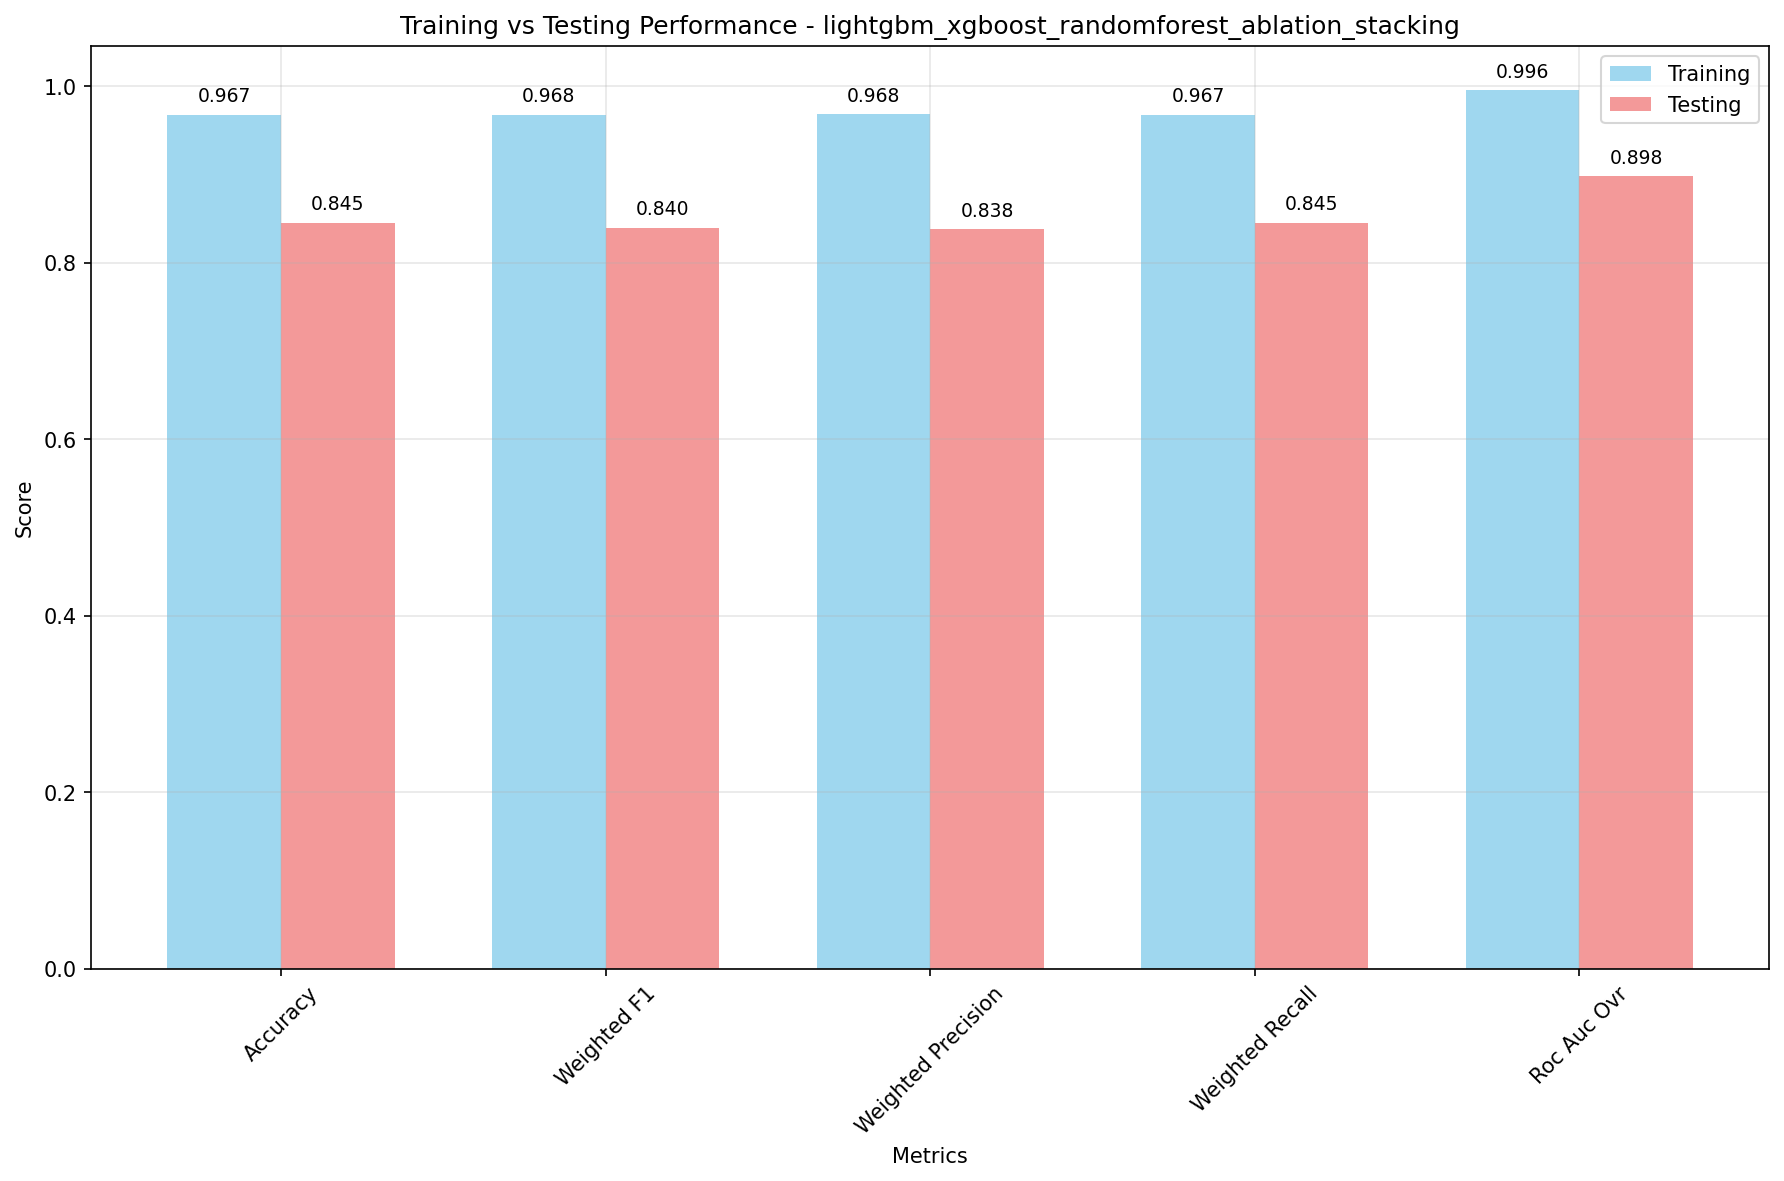 Training vs Testing Performance - lightgbm_xgboost_randomforest_ablation_stacking
Training
Testing
0.967
0.845
0.968
0.840
0.968
0.838
0.967
0.845
0.996
0.898
Score
1.0
0.8
0.6
0.4
0.2
0.0
Accuracy
Weighted F1
Weighted Precision
Weighted Recall
Roc Auc Ovr
Metrics